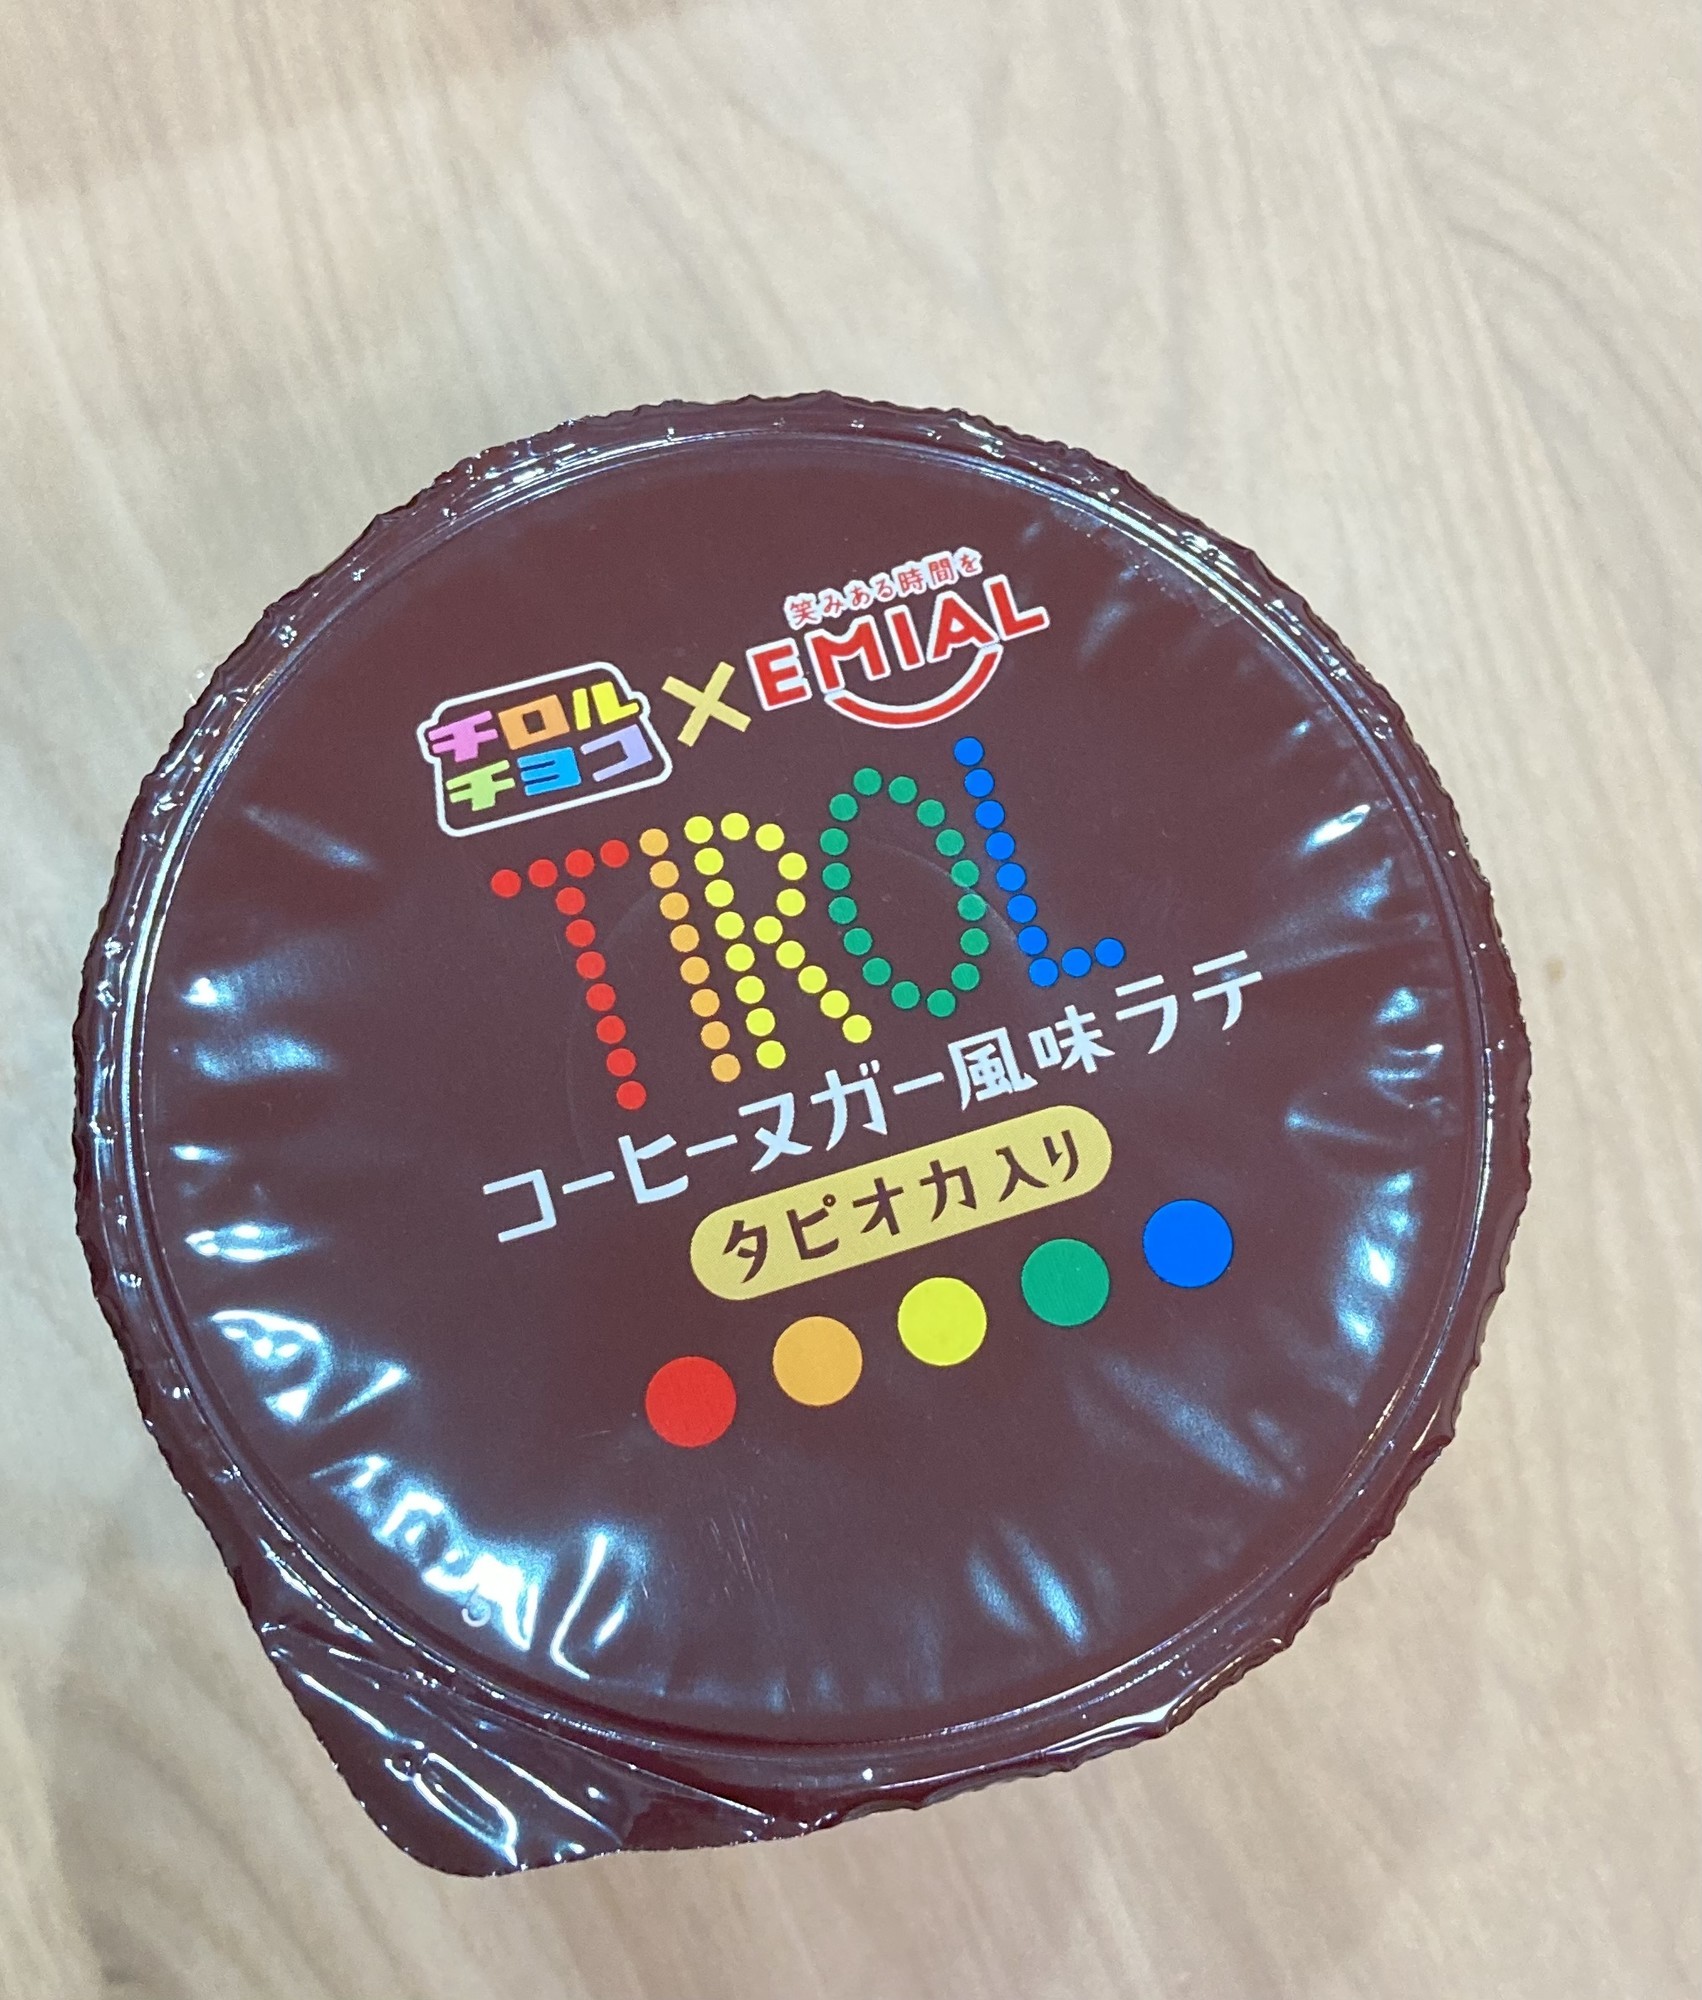 笑みある時間を
チロル
チヨコ
× EMIAL
TIROL
コーヒーヌガー風味ラテ
タピオカ入り